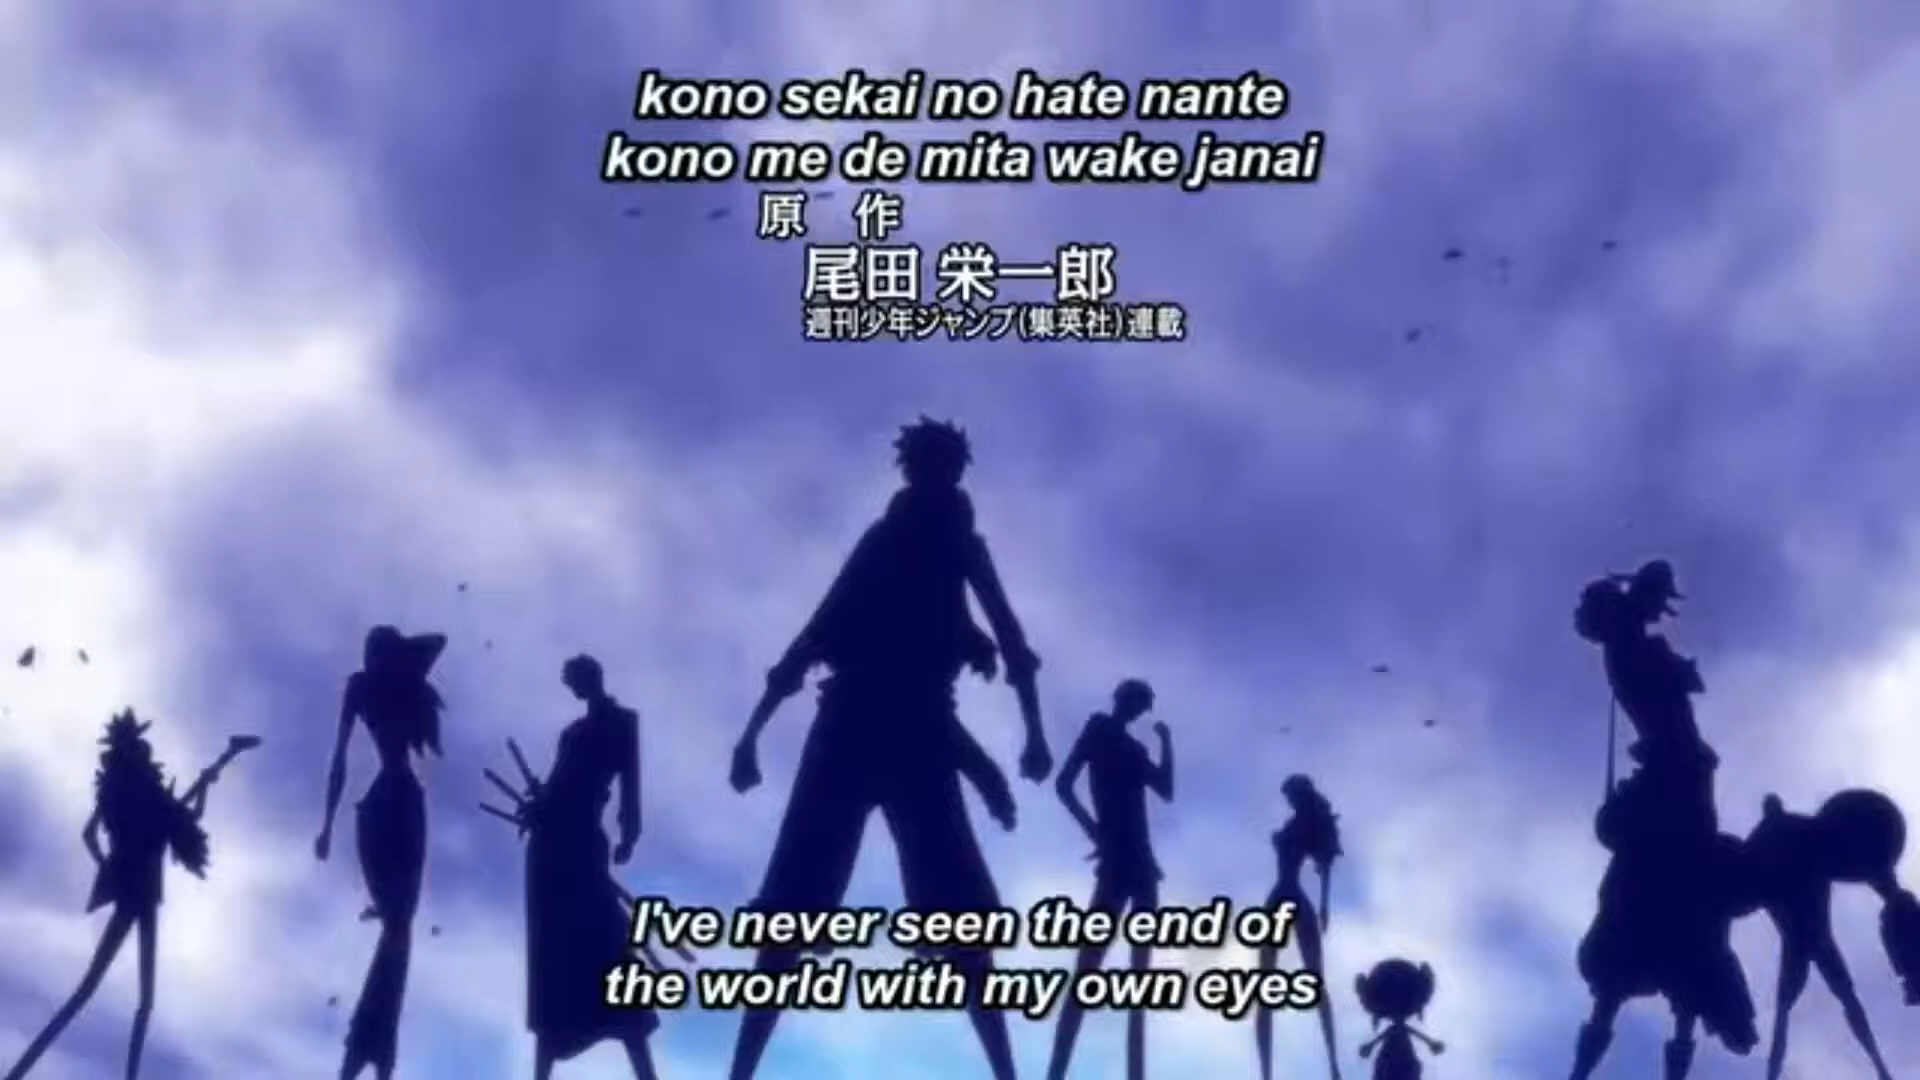 kono sekai no hate nante
kono me de mita wake janai
原 作
尾田 栄一郎
週刊少年ジャンプ(集英社)連載
I've never seen the end of
the world with my own eyes